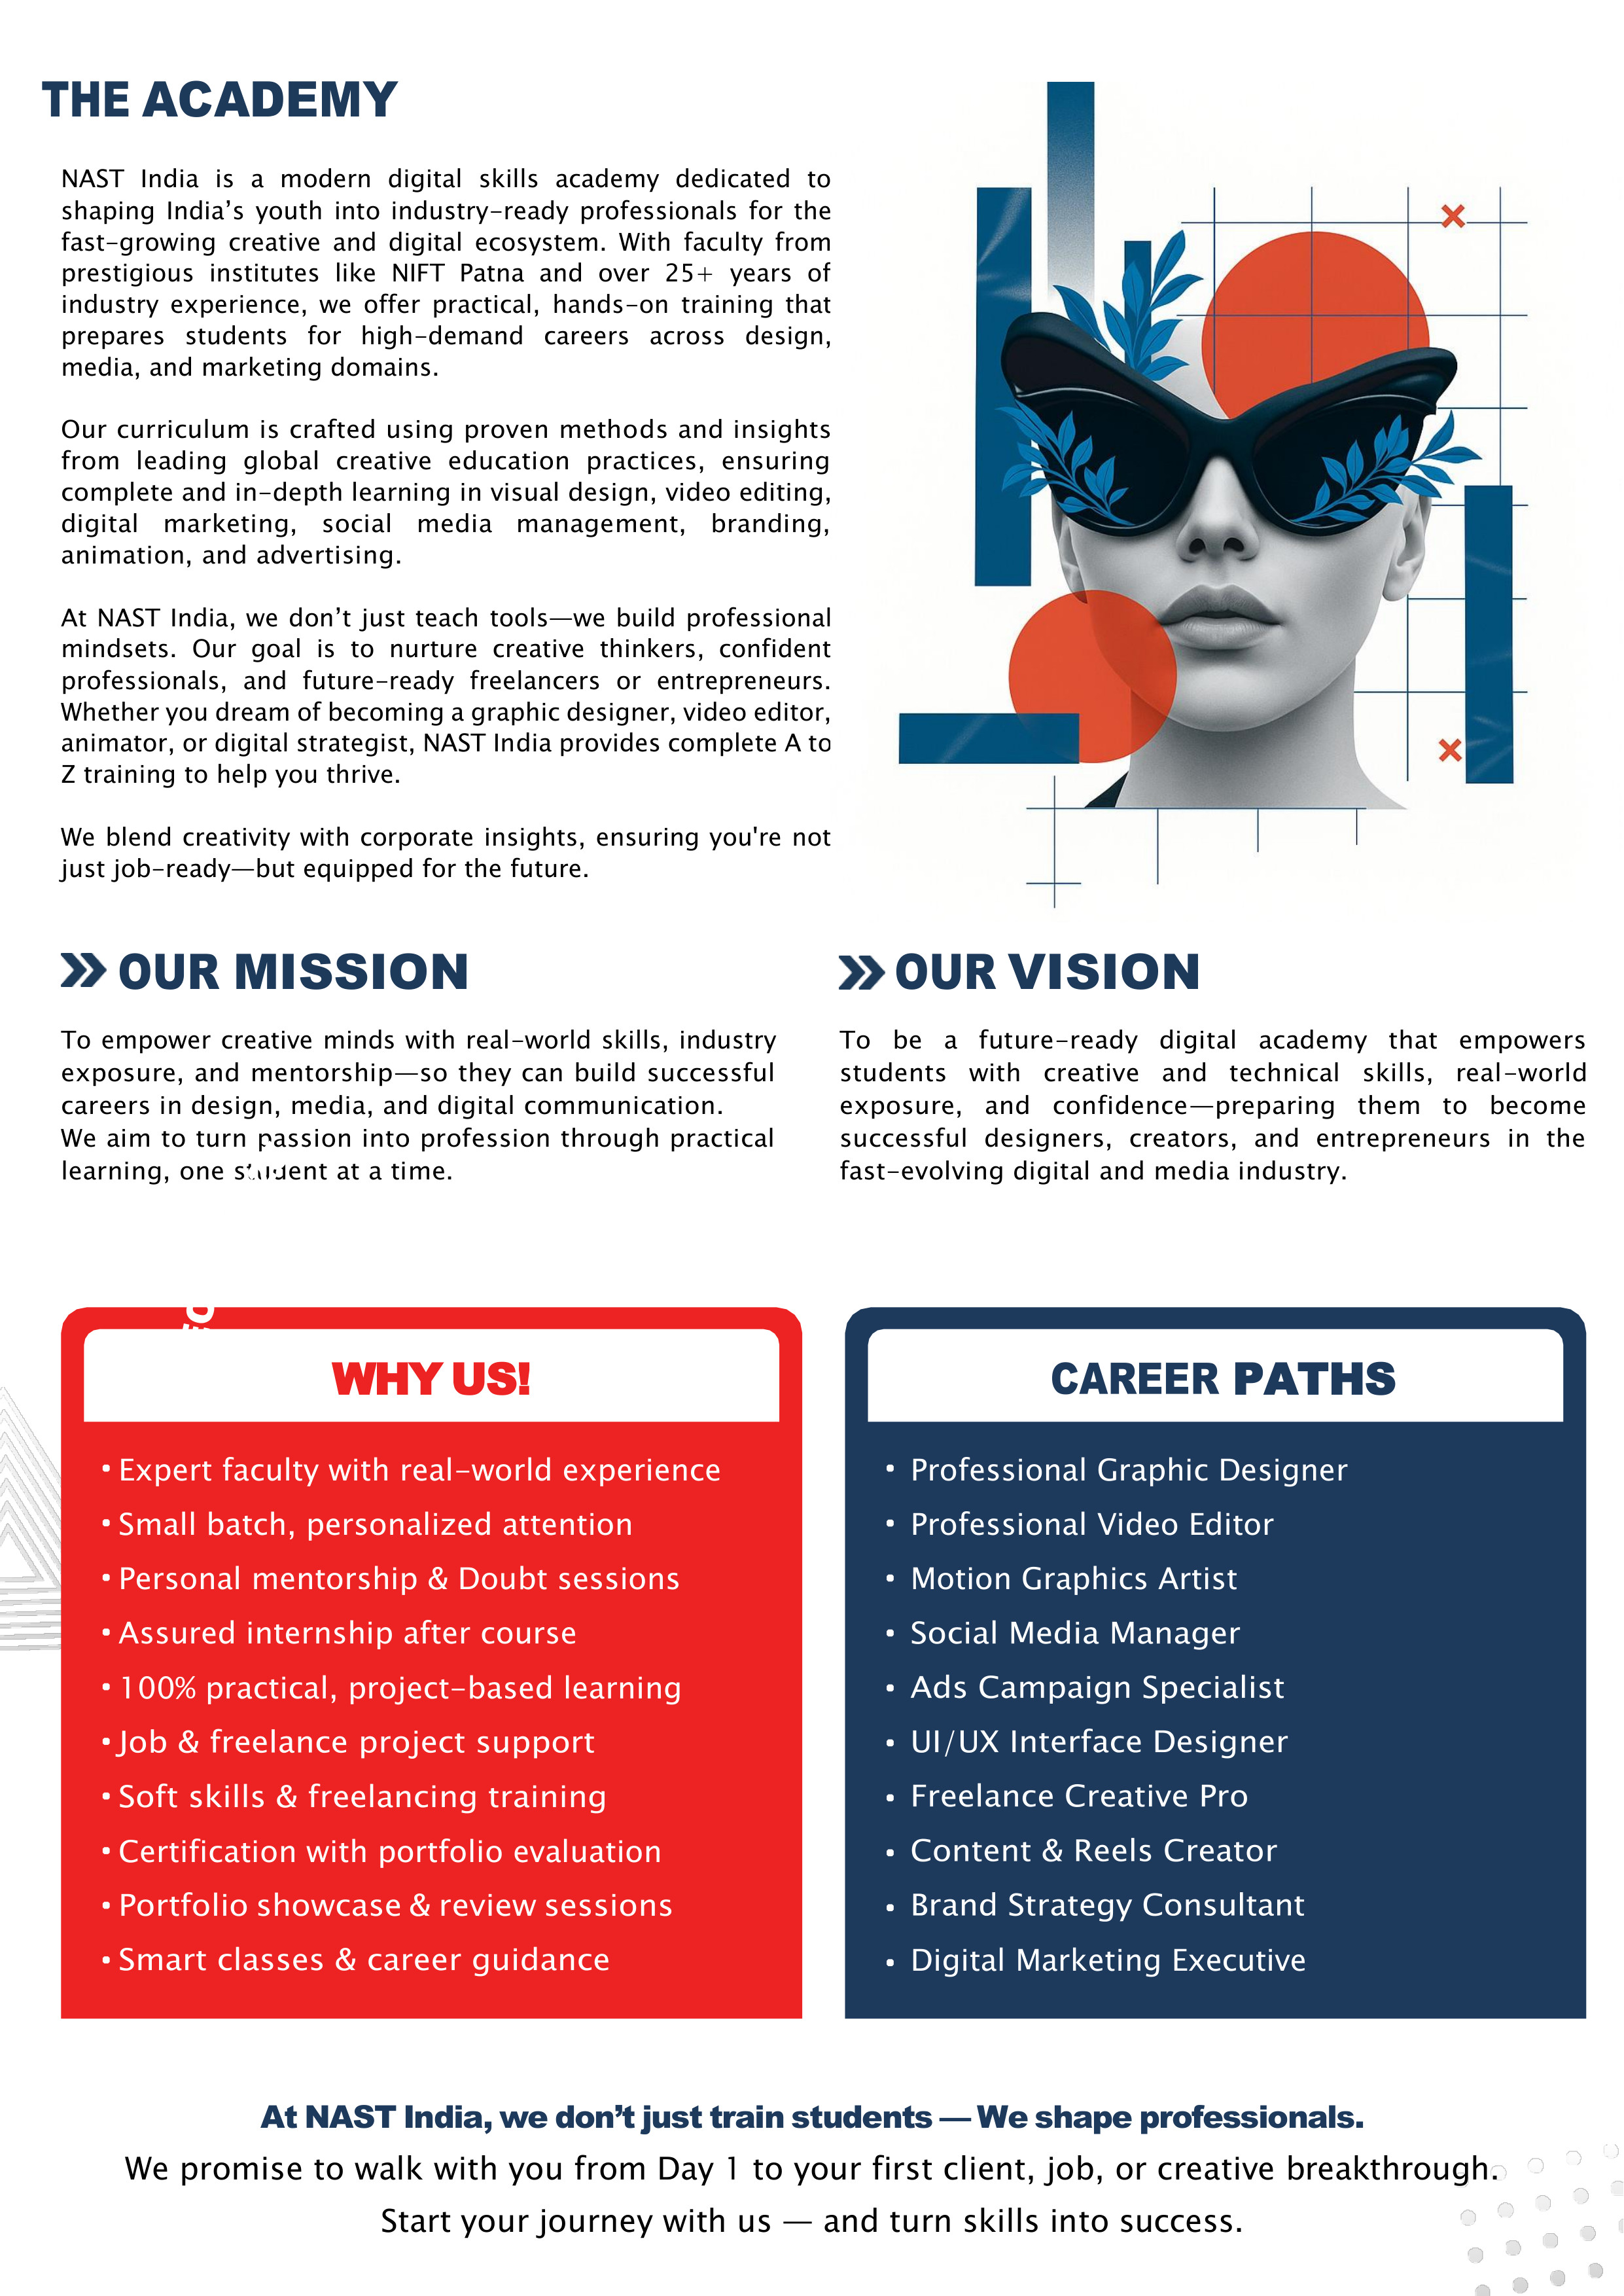 THE ACADEMY
NAST India is a modern digital skills academy dedicated to
shaping India’s youth into industry-ready professionals for the
fast-growing creative and digital ecosystem. With faculty from
prestigious institutes like NIFT Patna and over 25+ years of
industry experience, we offer practical, hands-on training that
prepares students for high-demand careers across design,
media, and marketing domains.
Our curriculum is crafted using proven methods and insights
from leading global creative education practices, ensuring
complete and in-depth learning in visual design, video editing,
digital marketing, social media management, branding,
animation, and advertising.
At NAST India, we don’t just teach tools—we build professional
mindsets. Our goal is to nurture creative thinkers, confident
professionals, and future-ready freelancers or entrepreneurs.
Whether you dream of becoming a graphic designer, video editor,
animator, or digital strategist, NAST India provides complete A to
Z training to help you thrive.
We blend creativity with corporate insights, ensuring you're not
just job-ready—but equipped for the future.
OUR MISSION
To empower creative minds with real-world skills, industry
exposure, and mentorship—so they can build successful
careers in design, media, and digital communication.
We aim to turn passion into profession through practical
learning, one student at a time.
OUR VISION
To be a future-ready digital academy that empowers
students with creative and technical skills, real-world
exposure, and confidence—preparing them to become
successful designers, creators, and entrepreneurs in the
fast-evolving digital and media industry.
WHY US!
• Expert faculty with real-world experience
• Small batch, personalized attention
• Personal mentorship & Doubt sessions
• Assured internship after course
• 100% practical, project-based learning
• Job & freelance project support
• Soft skills & freelancing training
• Certification with portfolio evaluation
• Portfolio showcase & review sessions
• Smart classes & career guidance
CAREER PATHS
• Professional Graphic Designer
• Professional Video Editor
• Motion Graphics Artist
• Social Media Manager
• Ads Campaign Specialist
• UI/UX Interface Designer
• Freelance Creative Pro
• Content & Reels Creator
• Brand Strategy Consultant
• Digital Marketing Executive
At NAST India, we don’t just train students — We shape professionals.
We promise to walk with you from Day 1 to your first client, job, or creative breakthrough.
Start your journey with us — and turn skills into success.